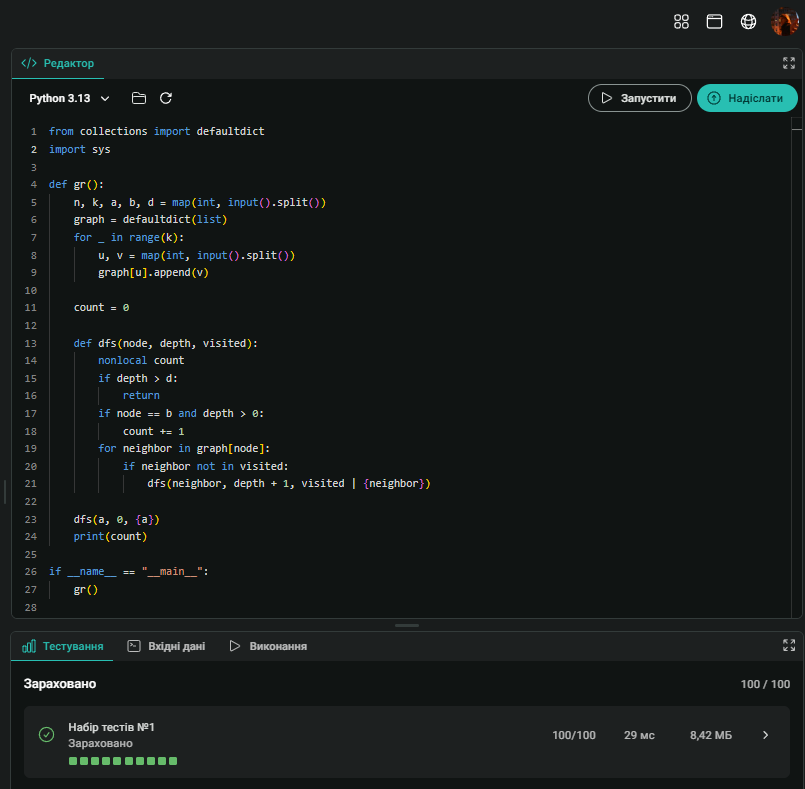 </> Редактор
Python 3.13
Запустити
Надіслати
1 from collections import defaultdict
2 import sys
3
4 def gr():
5     n, k, a, b, d = map(int, input().split())
6     graph = defaultdict(list)
7     for _ in range(k):
8         u, v = map(int, input().split())
9         graph[u].append(v)
10
11     count = 0
12
13     def dfs(node, depth, visited):
14         nonlocal count
15         if depth > d:
16             return
17         if node == b and depth > 0:
18             count += 1
19         for neighbor in graph[node]:
20             if neighbor not in visited:
21                 dfs(neighbor, depth + 1, visited | {neighbor})
22
23     dfs(a, 0, {a})
24     print(count)
25
26 if __name__ == "__main__":
27     gr()
28
Тестування
Вхідні дані
Виконання
Зараховано
100 / 100
Набір тестів №1
Зараховано
100/100
29 мс
8,42 МБ